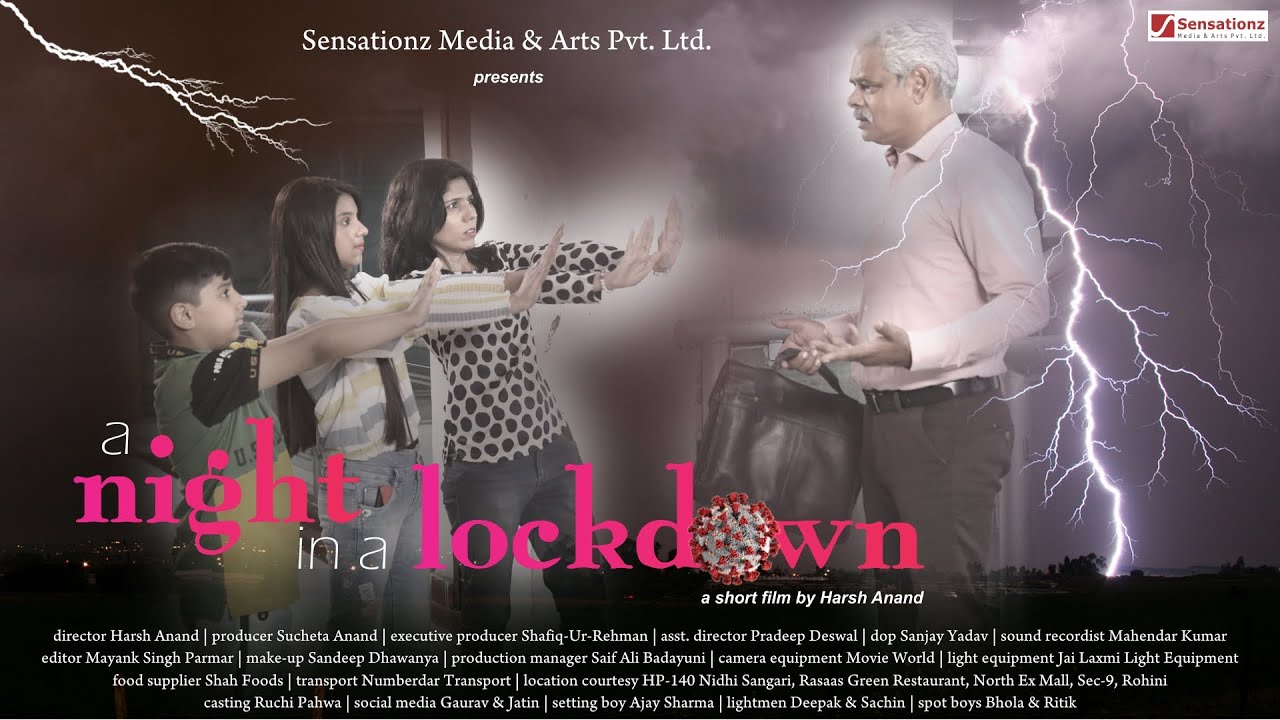 Sensationz Media & Arts Pvt. Ltd.
presents
Sensationz
Media & Arts Pvt. Ltd.
a
night
in a lockdown
a short film by Harsh Anand
director Harsh Anand | producer Sucheta Anand | executive producer Shafiq-Ur-Rehman | asst. director Pradeep Deswal | dop Sanjay Yadav | sound recordist Mahendar Kumar
editor Mayank Singh Parmar | make-up Sandeep Dhawanya | production manager Saif Ali Badayuni | camera equipment Movie World | light equipment Jai Laxmi Light Equipment
food supplier Shah Foods | transport Numberdar Transport | location courtesy HP-140 Nidhi Sangari, Rasaas Green Restaurant, North Ex Mall, Sec-9, Rohini
casting Ruchi Pahwa | social media Gaurav & Jatin | setting boy Ajay Sharma | lightmen Deepak & Sachin | spot boys Bhola & Ritik